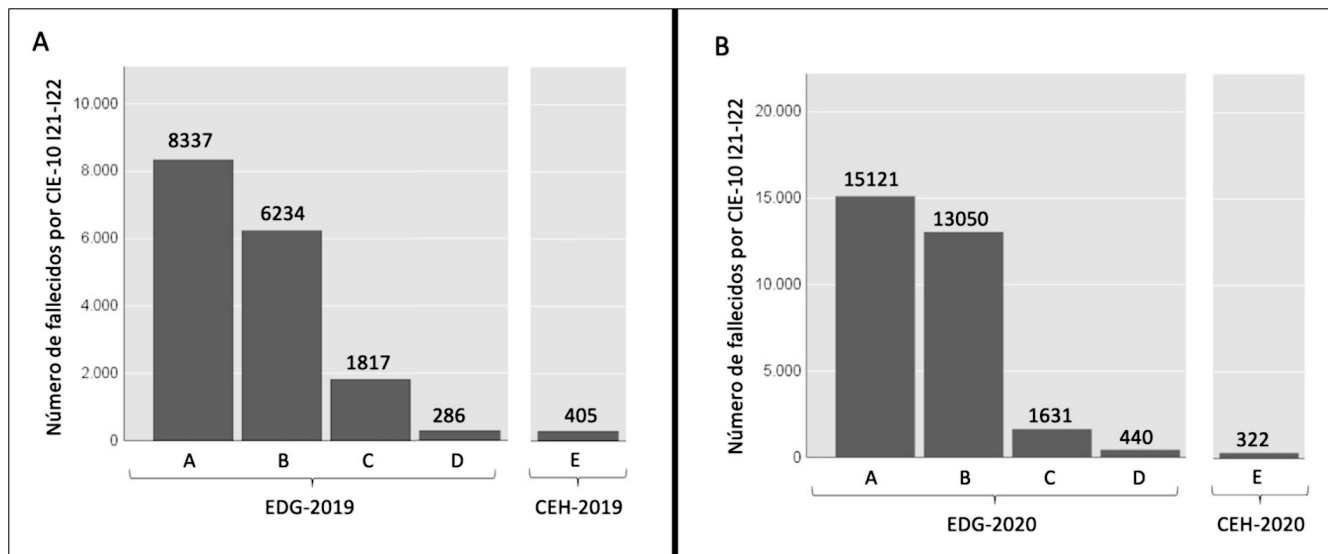 A
Número de fallecidos por CIE-10 I21-I22
10.000
8.000
6.000
4.000
2.000
0
8337
6234
1817
286
405
A B C D E
EDG-2019 CEH-2019
B
Número de fallecidos por CIE-10 I21-I22
20.000
15.000
10.000
5.000
0
15121
13050
1631
440
322
A B C D E
EDG-2020 CEH-2020